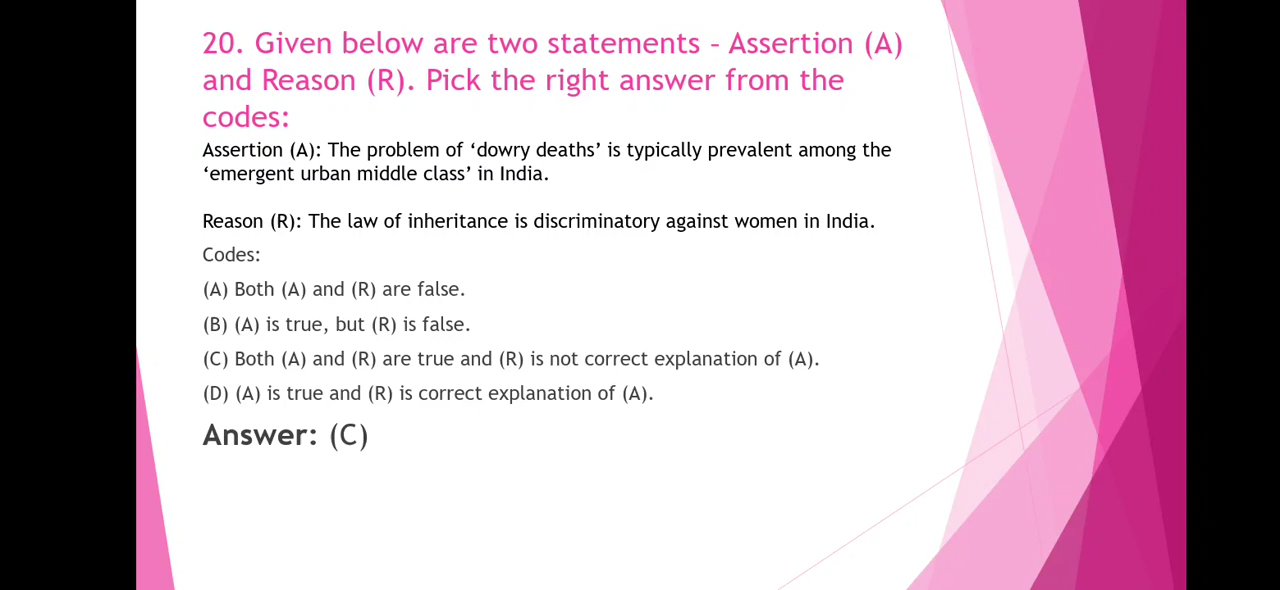 20. Given below are two statements – Assertion (A)
and Reason (R). Pick the right answer from the
codes:
Assertion (A): The problem of ‘dowry deaths’ is typically prevalent among the
‘emergent urban middle class’ in India.
Reason (R): The law of inheritance is discriminatory against women in India.
Codes:
(A) Both (A) and (R) are false.
(B) (A) is true, but (R) is false.
(C) Both (A) and (R) are true and (R) is not correct explanation of (A).
(D) (A) is true and (R) is correct explanation of (A).
Answer: (C)